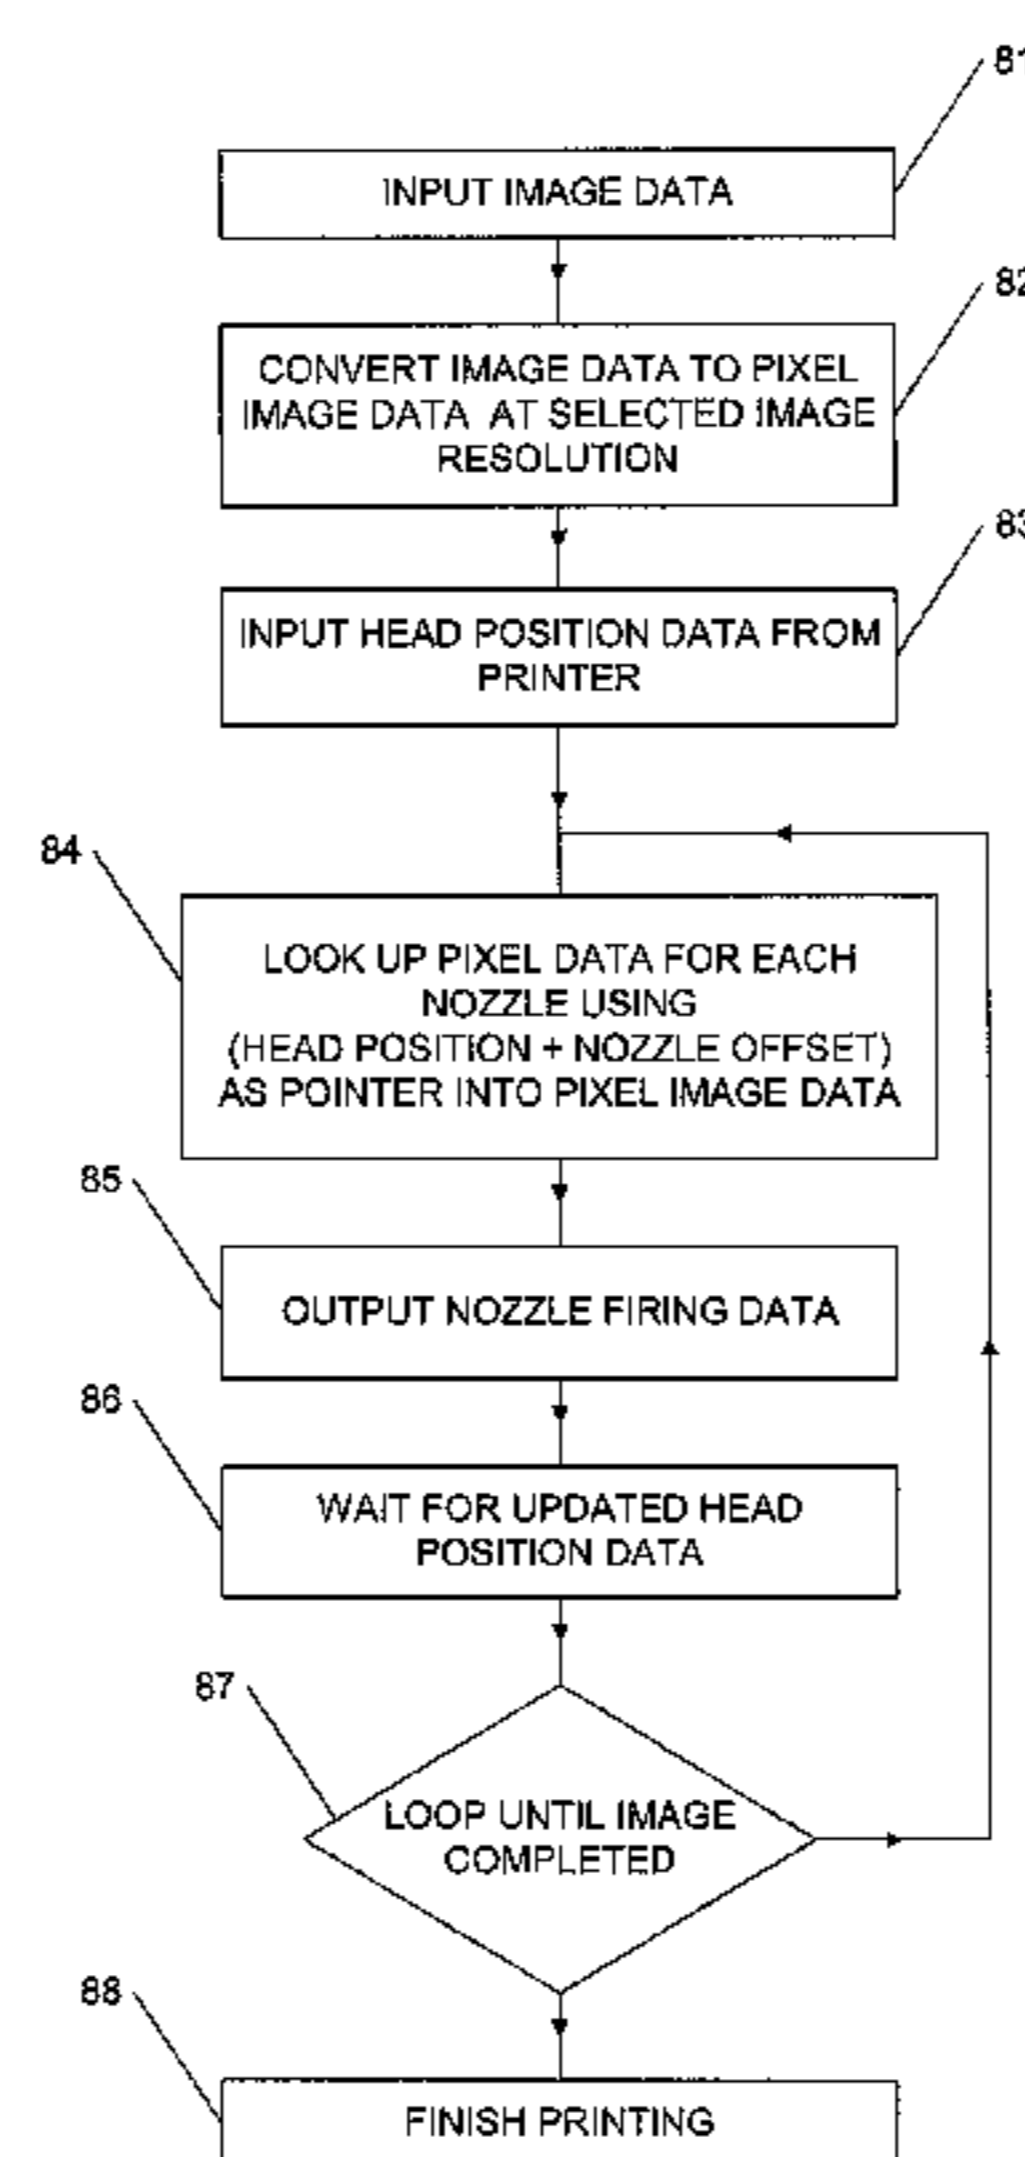 81
INPUT IMAGE DATA
82
CONVERT IMAGE DATA TO PIXEL
IMAGE DATA AT SELECTED IMAGE
RESOLUTION
83
INPUT HEAD POSITION DATA FROM
PRINTER
84
LOOK UP PIXEL DATA FOR EACH
NOZZLE USING
(HEAD POSITION + NOZZLE OFFSET)
AS POINTER INTO PIXEL IMAGE DATA
85
OUTPUT NOZZLE FIRING DATA
86
WAIT FOR UPDATED HEAD
POSITION DATA
87
LOOP UNTIL IMAGE
COMPLETED
88
FINISH PRINTING